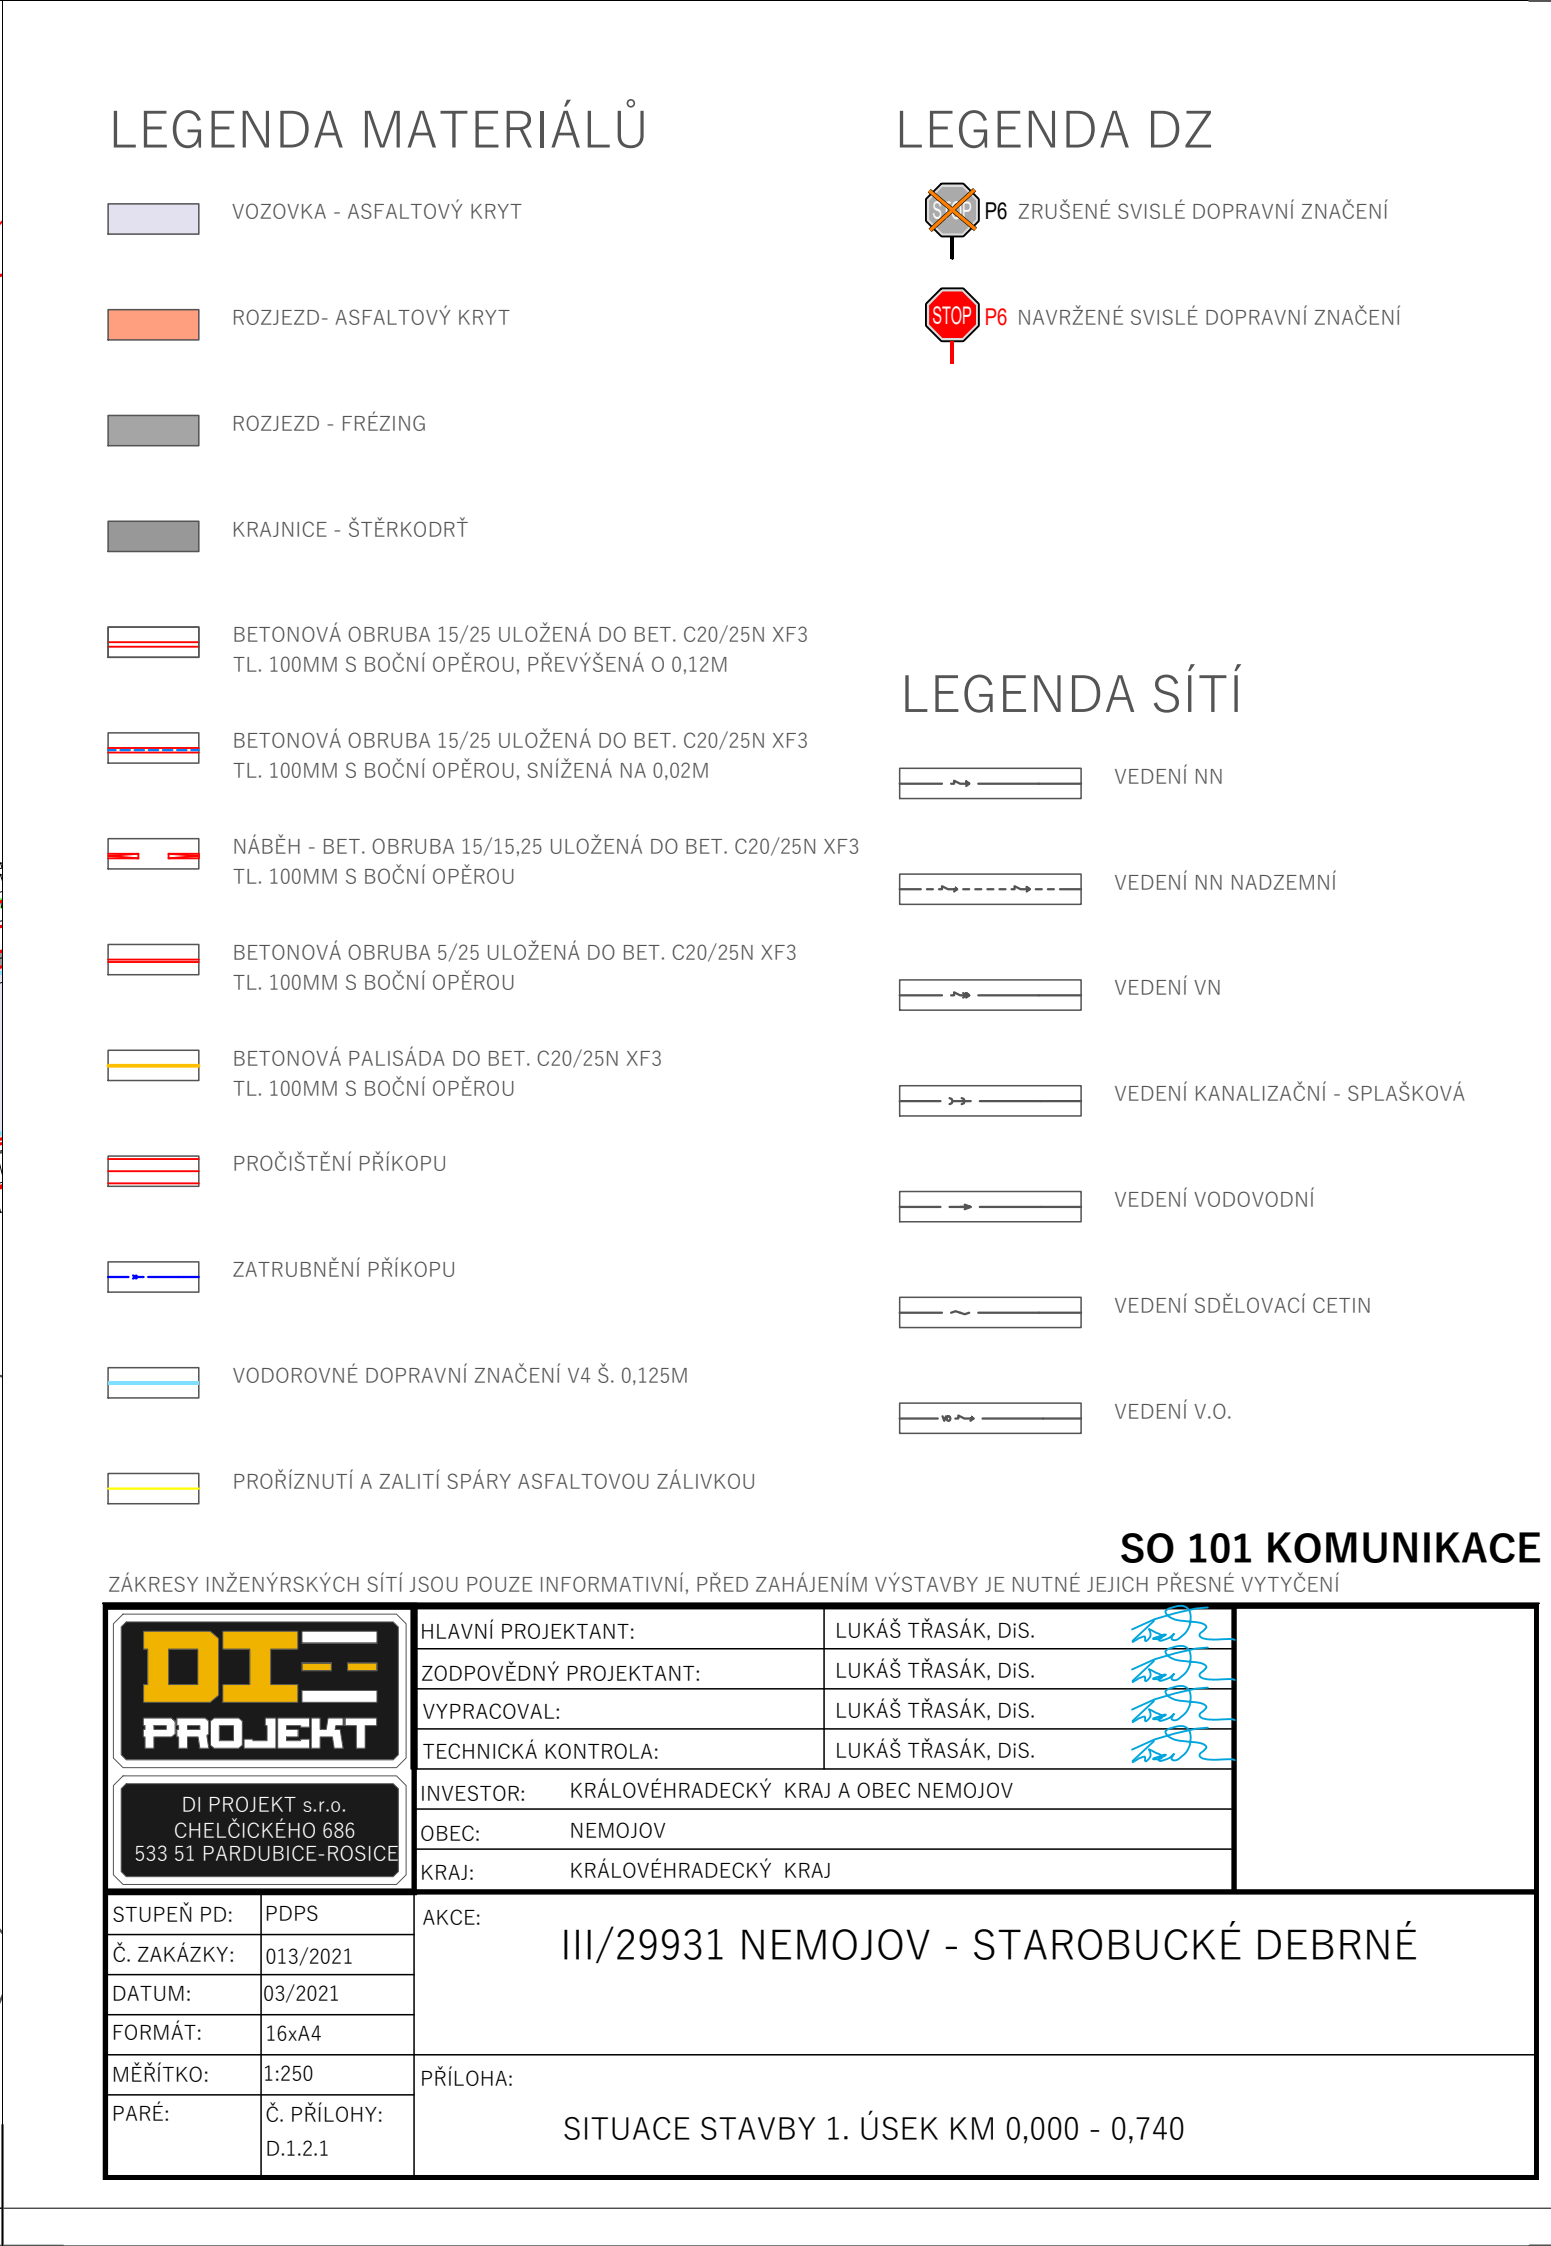 LEGENDA MATERIÁLŮ
VOZOVKA - ASFALTOVÝ KRYT
ROZJEZD- ASFALTOVÝ KRYT
ROZJEZD - FRÉZING
KRAJNICE - ŠTĚRKODRŤ
BETONOVÁ OBRUBA 15/25 ULOŽENÁ DO BET. C20/25N XF3
TL. 100MM S BOČNÍ OPĚROU, PŘEVÝŠENÁ O 0,12M
BETONOVÁ OBRUBA 15/25 ULOŽENÁ DO BET. C20/25N XF3
TL. 100MM S BOČNÍ OPĚROU, SNÍŽENÁ NA 0,02M
NÁBĚH - BET. OBRUBA 15/15,25 ULOŽENÁ DO BET. C20/25N XF3
TL. 100MM S BOČNÍ OPĚROU
BETONOVÁ OBRUBA 5/25 ULOŽENÁ DO BET. C20/25N XF3
TL. 100MM S BOČNÍ OPĚROU
BETONOVÁ PALISÁDA DO BET. C20/25N XF3
TL. 100MM S BOČNÍ OPĚROU
PROČIŠTĚNÍ PŘÍKOPU
ZATRUBNĚNÍ PŘÍKOPU
VODOROVNÉ DOPRAVNÍ ZNAČENÍ V4 Š. 0,125M
PROŘÍZNUTÍ A ZALITÍ SPÁRY ASFALTOVOU ZÁLIVKOU
LEGENDA DZ
STOP P6 ZRUŠENÉ SVISLÉ DOPRAVNÍ ZNAČENÍ
STOP P6 NAVRŽENÉ SVISLÉ DOPRAVNÍ ZNAČENÍ
LEGENDA SÍTÍ
VEDENÍ NN
VEDENÍ NN NADZEMNÍ
VEDENÍ VN
VEDENÍ KANALIZAČNÍ - SPLAŠKOVÁ
VEDENÍ VODOVODNÍ
VEDENÍ SDĚLOVACÍ CETIN
VO VEDENÍ V.O.
SO 101 KOMUNIKACE
ZÁKRESY INŽENÝRSKÝCH SÍTÍ JSOU POUZE INFORMATIVNÍ, PŘED ZAHÁJENÍM VÝSTAVBY JE NUTNÉ JEJICH PŘESNÉ VYTYČENÍ
DI
PROJEKT
DI PROJEKT s.r.o.
CHELČICKÉHO 686
533 51 PARDUBICE-ROSICE
HLAVNÍ PROJEKTANT: LUKÁŠ TŘASÁK, DiS.
ZODPOVĚDNÝ PROJEKTANT: LUKÁŠ TŘASÁK, DiS.
VYPRACOVAL: LUKÁŠ TŘASÁK, DiS.
TECHNICKÁ KONTROLA: LUKÁŠ TŘASÁK, DiS.
INVESTOR: KRÁLOVÉHRADECKÝ KRAJ A OBEC NEMOJOV
OBEC: NEMOJOV
KRAJ: KRÁLOVÉHRADECKÝ KRAJ
STUPEŇ PD: PDPS
Č. ZAKÁZKY: 013/2021
DATUM: 03/2021
FORMÁT: 16xA4
MĚŘÍTKO: 1:250
PARÉ: Č. PŘÍLOHY:
D.1.2.1
AKCE:
III/29931 NEMOJOV - STAROBUCKÉ DEBRNÉ
PŘÍLOHA:
SITUACE STAVBY 1. ÚSEK KM 0,000 - 0,740